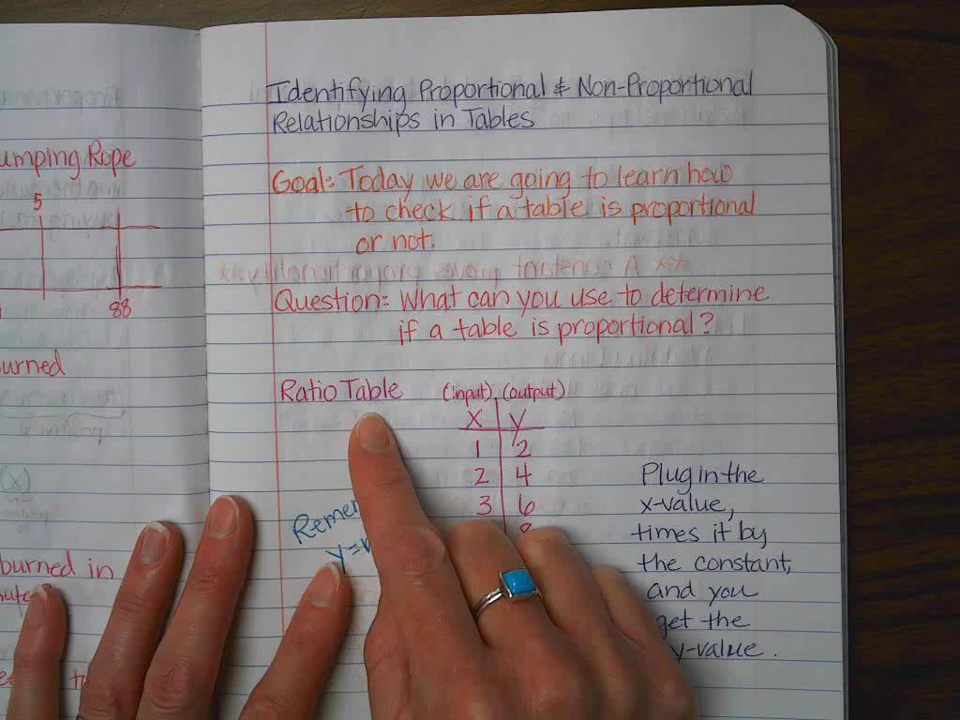 umping Rope
5
88
urned
burned in
Identifying Proportional & Non-Proportional
Relationships in Tables
Goal: Today we are going to learn how
to check if a table is proportional
or not.
Question: What can you use to determine
if a table is proportional?
Ratio Table (input) (output)
X Y
1 2
2 4
3 6
8
y=
Plug in the
x-value,
times it by
the constant,
and you
get the
y-value.